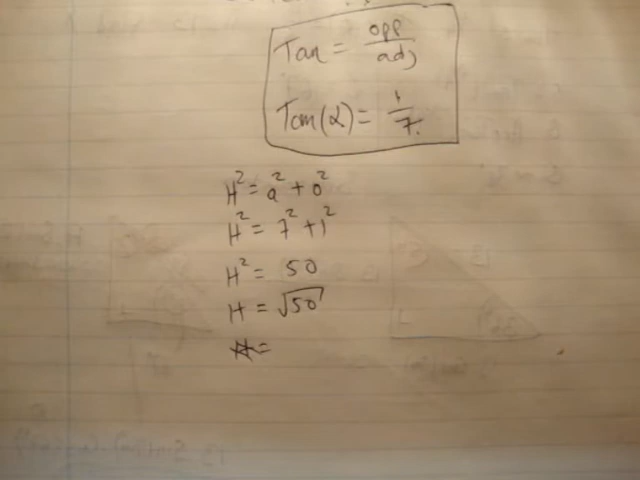 Tan = opp/adj
Tan(α) = 1/7.
H² = a² + o²
H² = 7² + 1²
H² = 50
H = √50